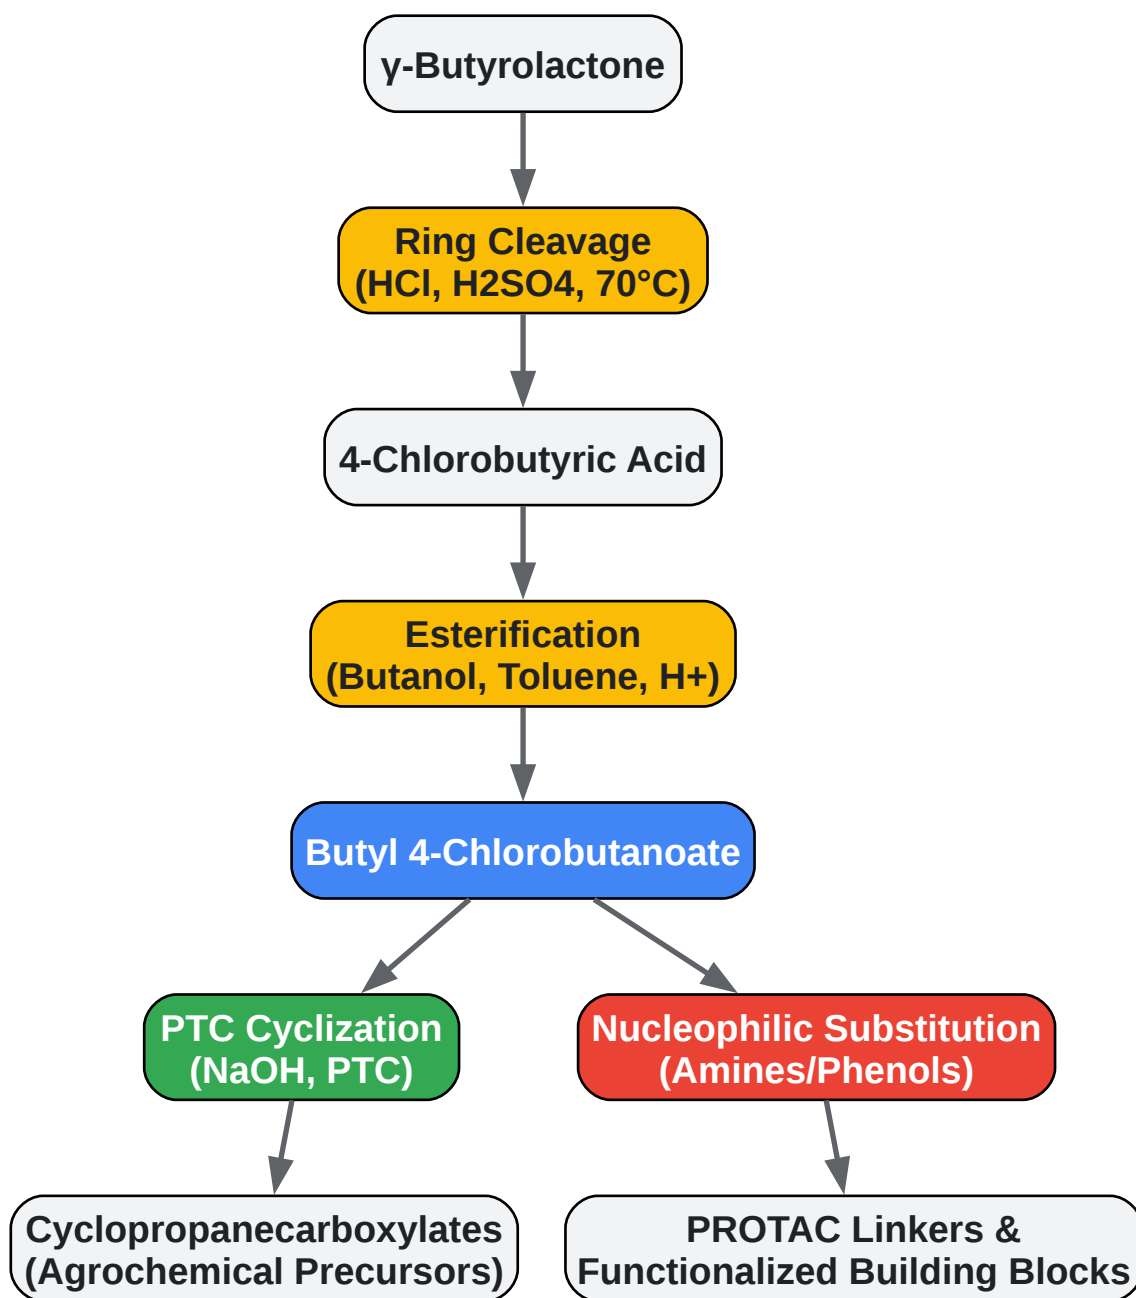 γ-Butyrolactone
Ring Cleavage
(HCl, H2SO4, 70°C)
4-Chlorobutyric Acid
Esterification
(Butanol, Toluene, H+)
Butyl 4-Chlorobutanoate
PTC Cyclization
(NaOH, PTC)
Nucleophilic Substitution
(Amines/Phenols)
Cyclopropanecarboxylates
(Agrochemical Precursors)
PROTAC Linkers &
Functionalized Building Blocks